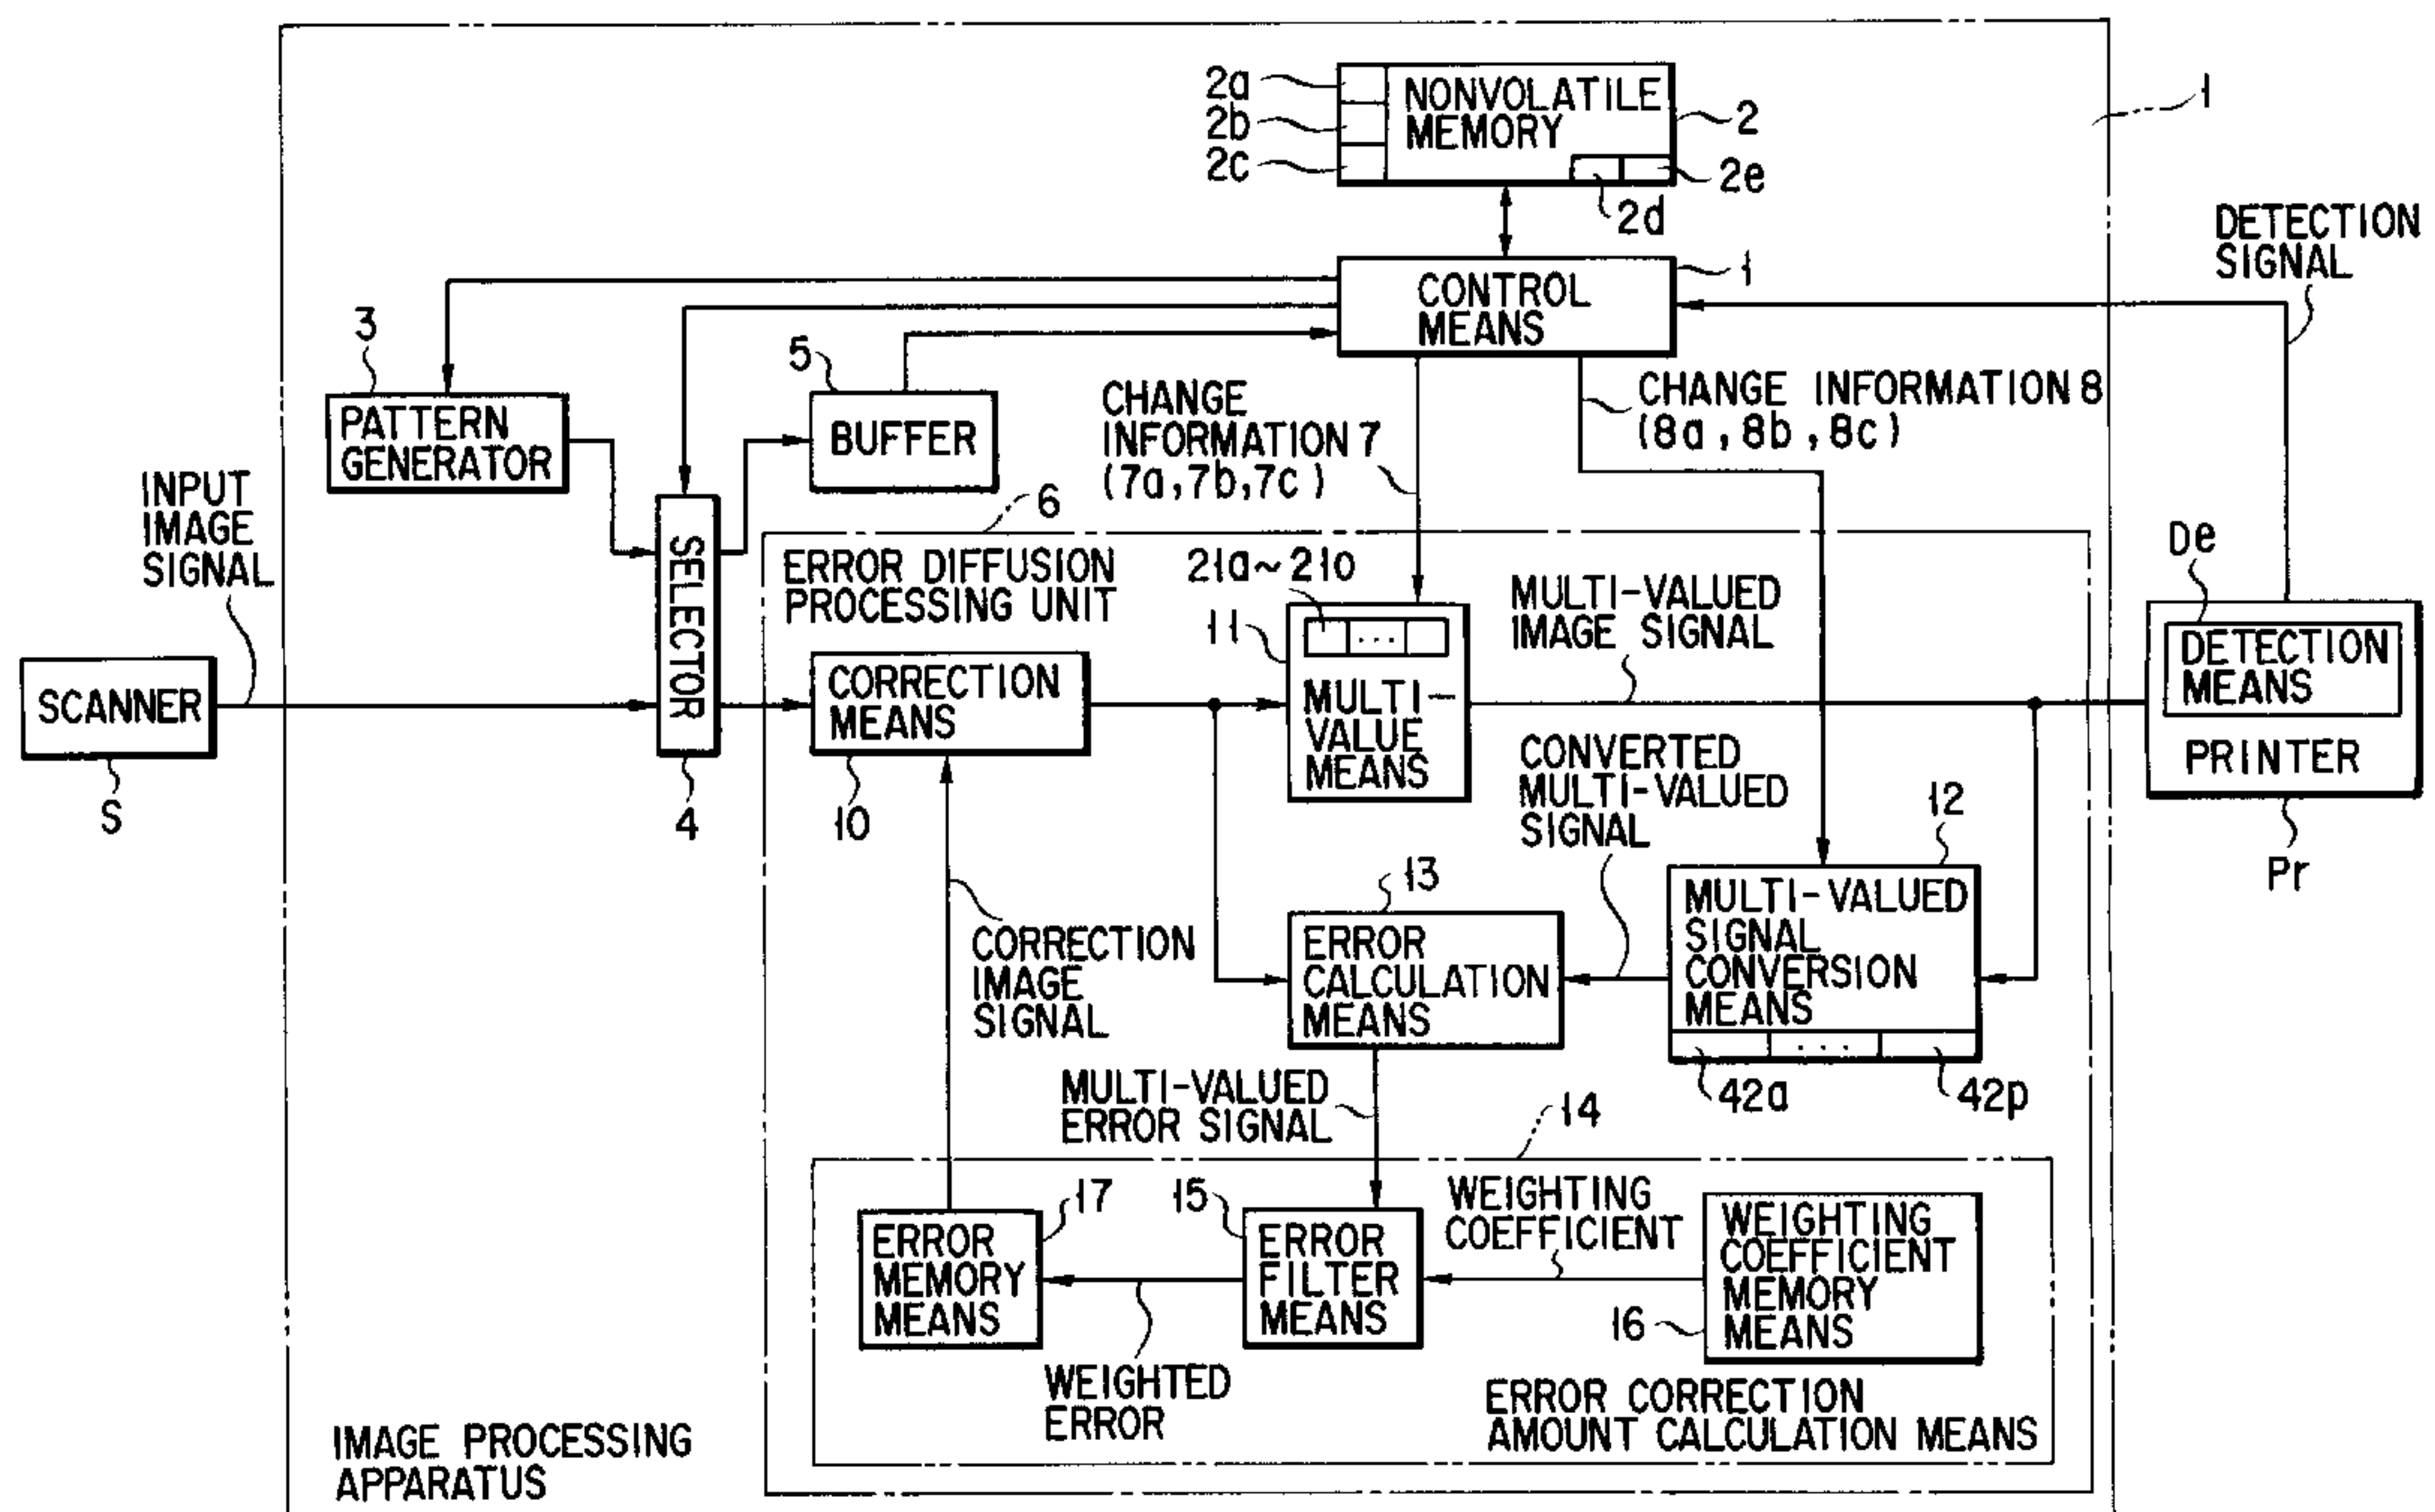 2a
2b
2c
NONVOLATILE
MEMORY
2
2e
2d
1
DETECTION
SIGNAL
CONTROL
MEANS
1
3
PATTERN
GENERATOR
5
BUFFER
CHANGE
INFORMATION 7
(7a,7b,7c)
CHANGE INFORMATION 8
(8a,8b,8c)
INPUT
IMAGE
SIGNAL
SELECTOR
4
6
ERROR DIFFUSION
PROCESSING UNIT
21a~21o
11
MULTI-
VALUE
MEANS
MULTI-VALUED
IMAGE SIGNAL
De
DETECTION
MEANS
PRINTER
Pr
SCANNER
S
CORRECTION
MEANS
10
CONVERTED
MULTI-VALUED
SIGNAL
12
MULTI-VALUED
SIGNAL
CONVERSION
MEANS
42a
42p
13
ERROR
CALCULATION
MEANS
CORRECTION
IMAGE
SIGNAL
MULTI-VALUED
ERROR SIGNAL
14
17
ERROR
MEMORY
MEANS
15
ERROR
FILTER
MEANS
WEIGHTING
COEFFICIENT
WEIGHTING
COEFFICIENT
MEMORY
MEANS
16
WEIGHTED
ERROR
ERROR CORRECTION
AMOUNT CALCULATION MEANS
IMAGE PROCESSING
APPARATUS